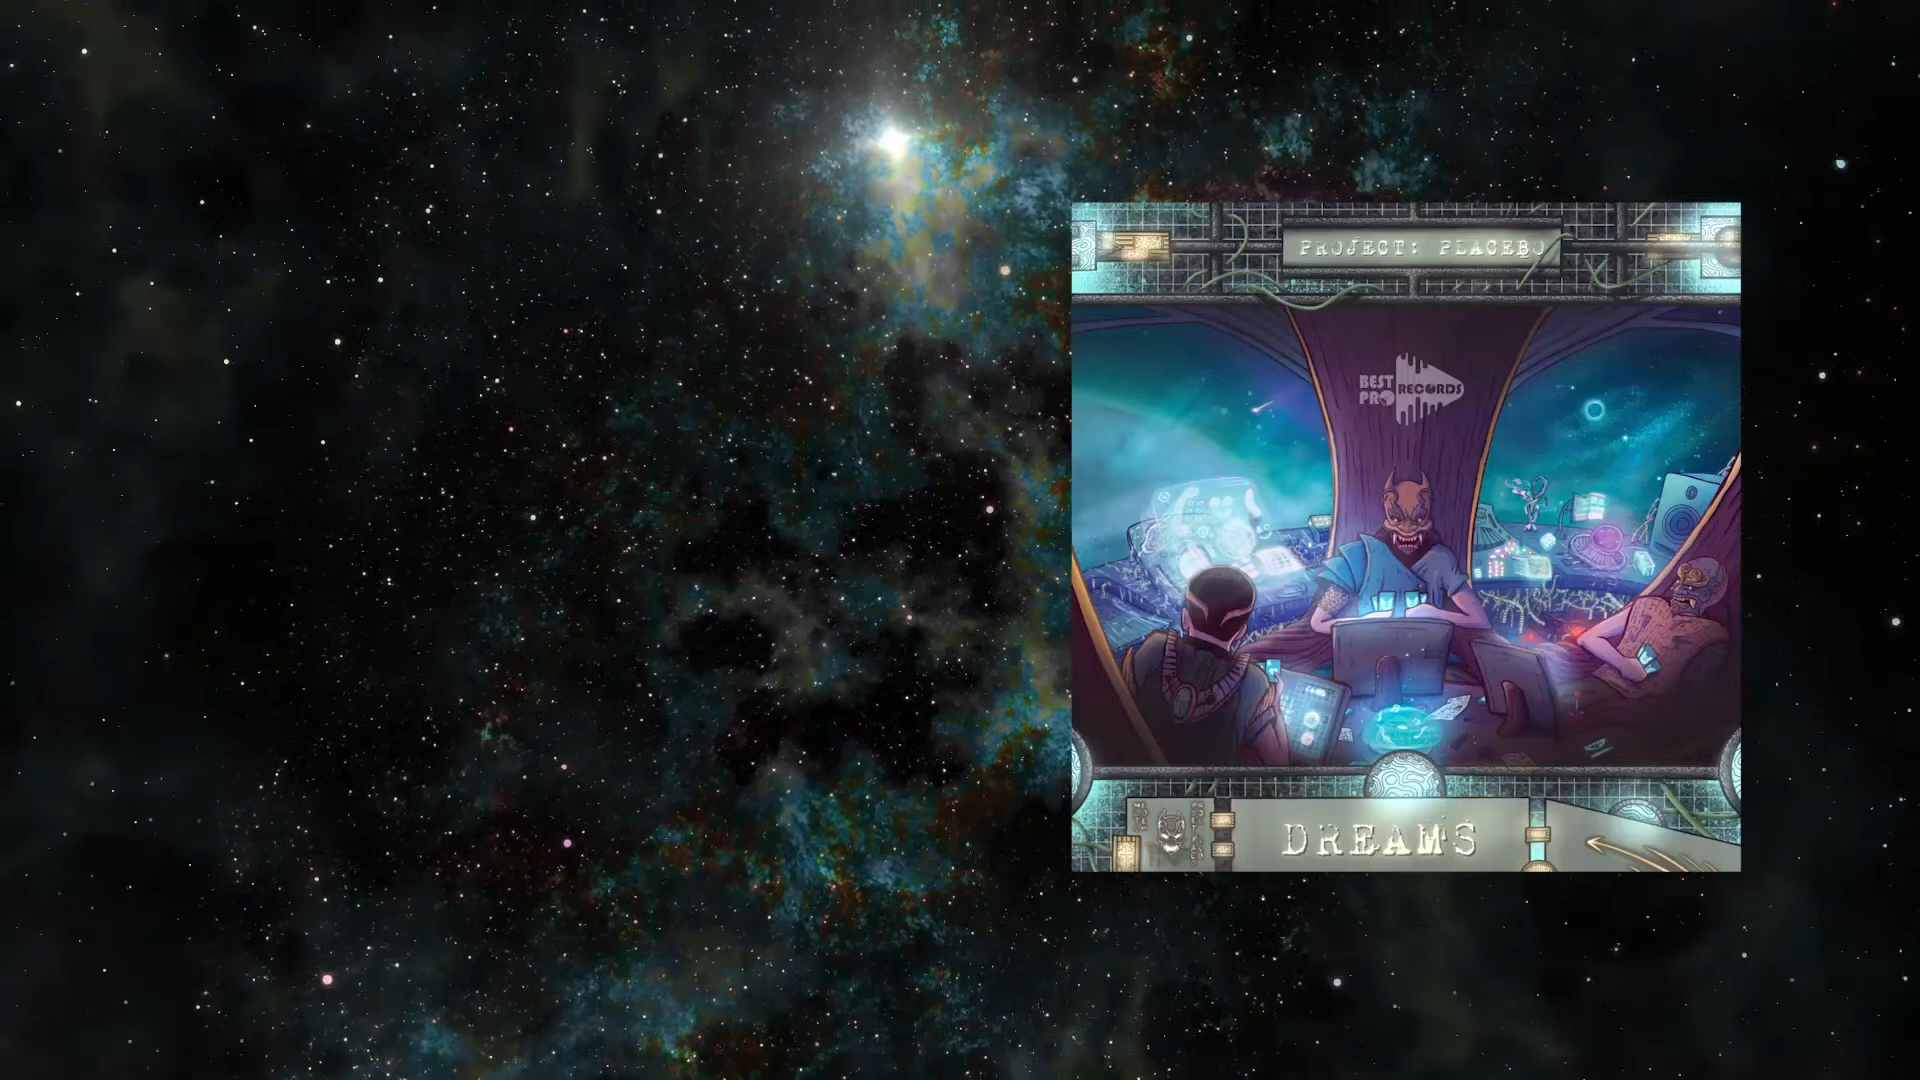 PROJECT: PLACEBO
BEST
PRO
RECORDS
DREAMS